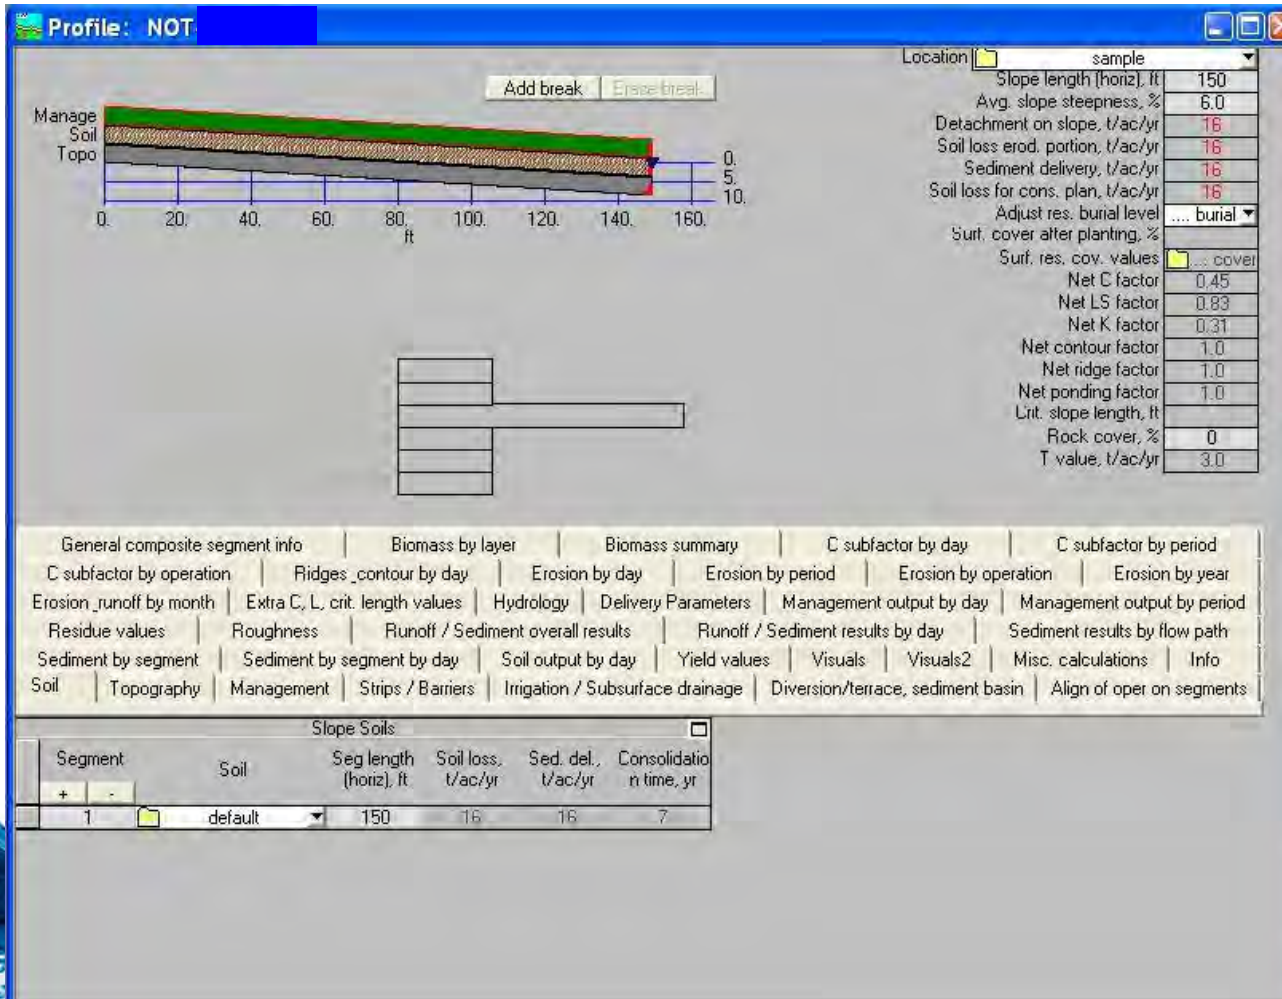 Profile: NOT
Add break Erase break
Manage
Soil
Topo
0.
5.
10.
0. 20. 40. 60. 80. 100. 120. 140. 160.
ft
Location sample
Slope length (horiz), ft 150
Avg. slope steepness, % 6.0
Detachment on slope, t/ac/yr 16
Soil loss erod. portion, t/ac/yr 16
Sediment delivery, t/ac/yr 16
Soil loss for cons. plan, t/ac/yr 16
Adjust res. burial level .... burial
Surf. cover after planting, %
Surf. res. cov. values ... cover
Net C factor 0.45
Net LS factor 0.83
Net K factor 0.31
Net contour factor 1.0
Net ridge factor 1.0
Net ponding factor 1.0
Crit. slope length, ft
Rock cover, % 0
T value, t/ac/yr 3.0
General composite segment info Biomass by layer Biomass summary C subfactor by day C subfactor by period
C subfactor by operation Ridges_contour by day Erosion by day Erosion by period Erosion by operation Erosion by year
Erosion_runoff by month Extra C, L, crit. length values Hydrology Delivery Parameters Management output by day Management output by period
Residue values Roughness Runoff / Sediment overall results Runoff / Sediment results by day Sediment results by flow path
Sediment by segment Sediment by segment by day Soil output by day Yield values Visuals Visuals2 Misc. calculations Info
Soil Topography Management Strips / Barriers Irrigation / Subsurface drainage Diversion/terrace, sediment basin Align of oper on segments
Slope Soils
Segment Soil Seg length (horiz), ft Soil loss, t/ac/yr Sed. del., t/ac/yr Consolidatio n time, yr
+ -
1 default 150 16 16 7